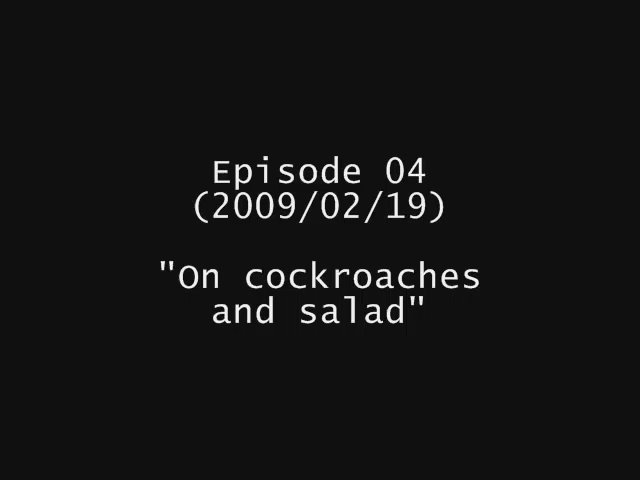 Episode 04
(2009/02/19)
"On cockroaches
and salad"